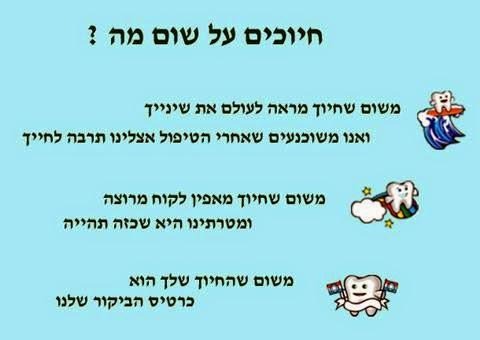 חיוכים על שום מה ?
משום שחיוך מראה לעולם את שינייך
ואנו משוכנעים שאחרי הטיפול אצלינו תרבה לחייך
משום שחיוך מאפין לקוח מרוצה
ומטרתינו היא שכזה תהייה
משום שהחיוך שלך הוא
כרטיס הביקור שלנו